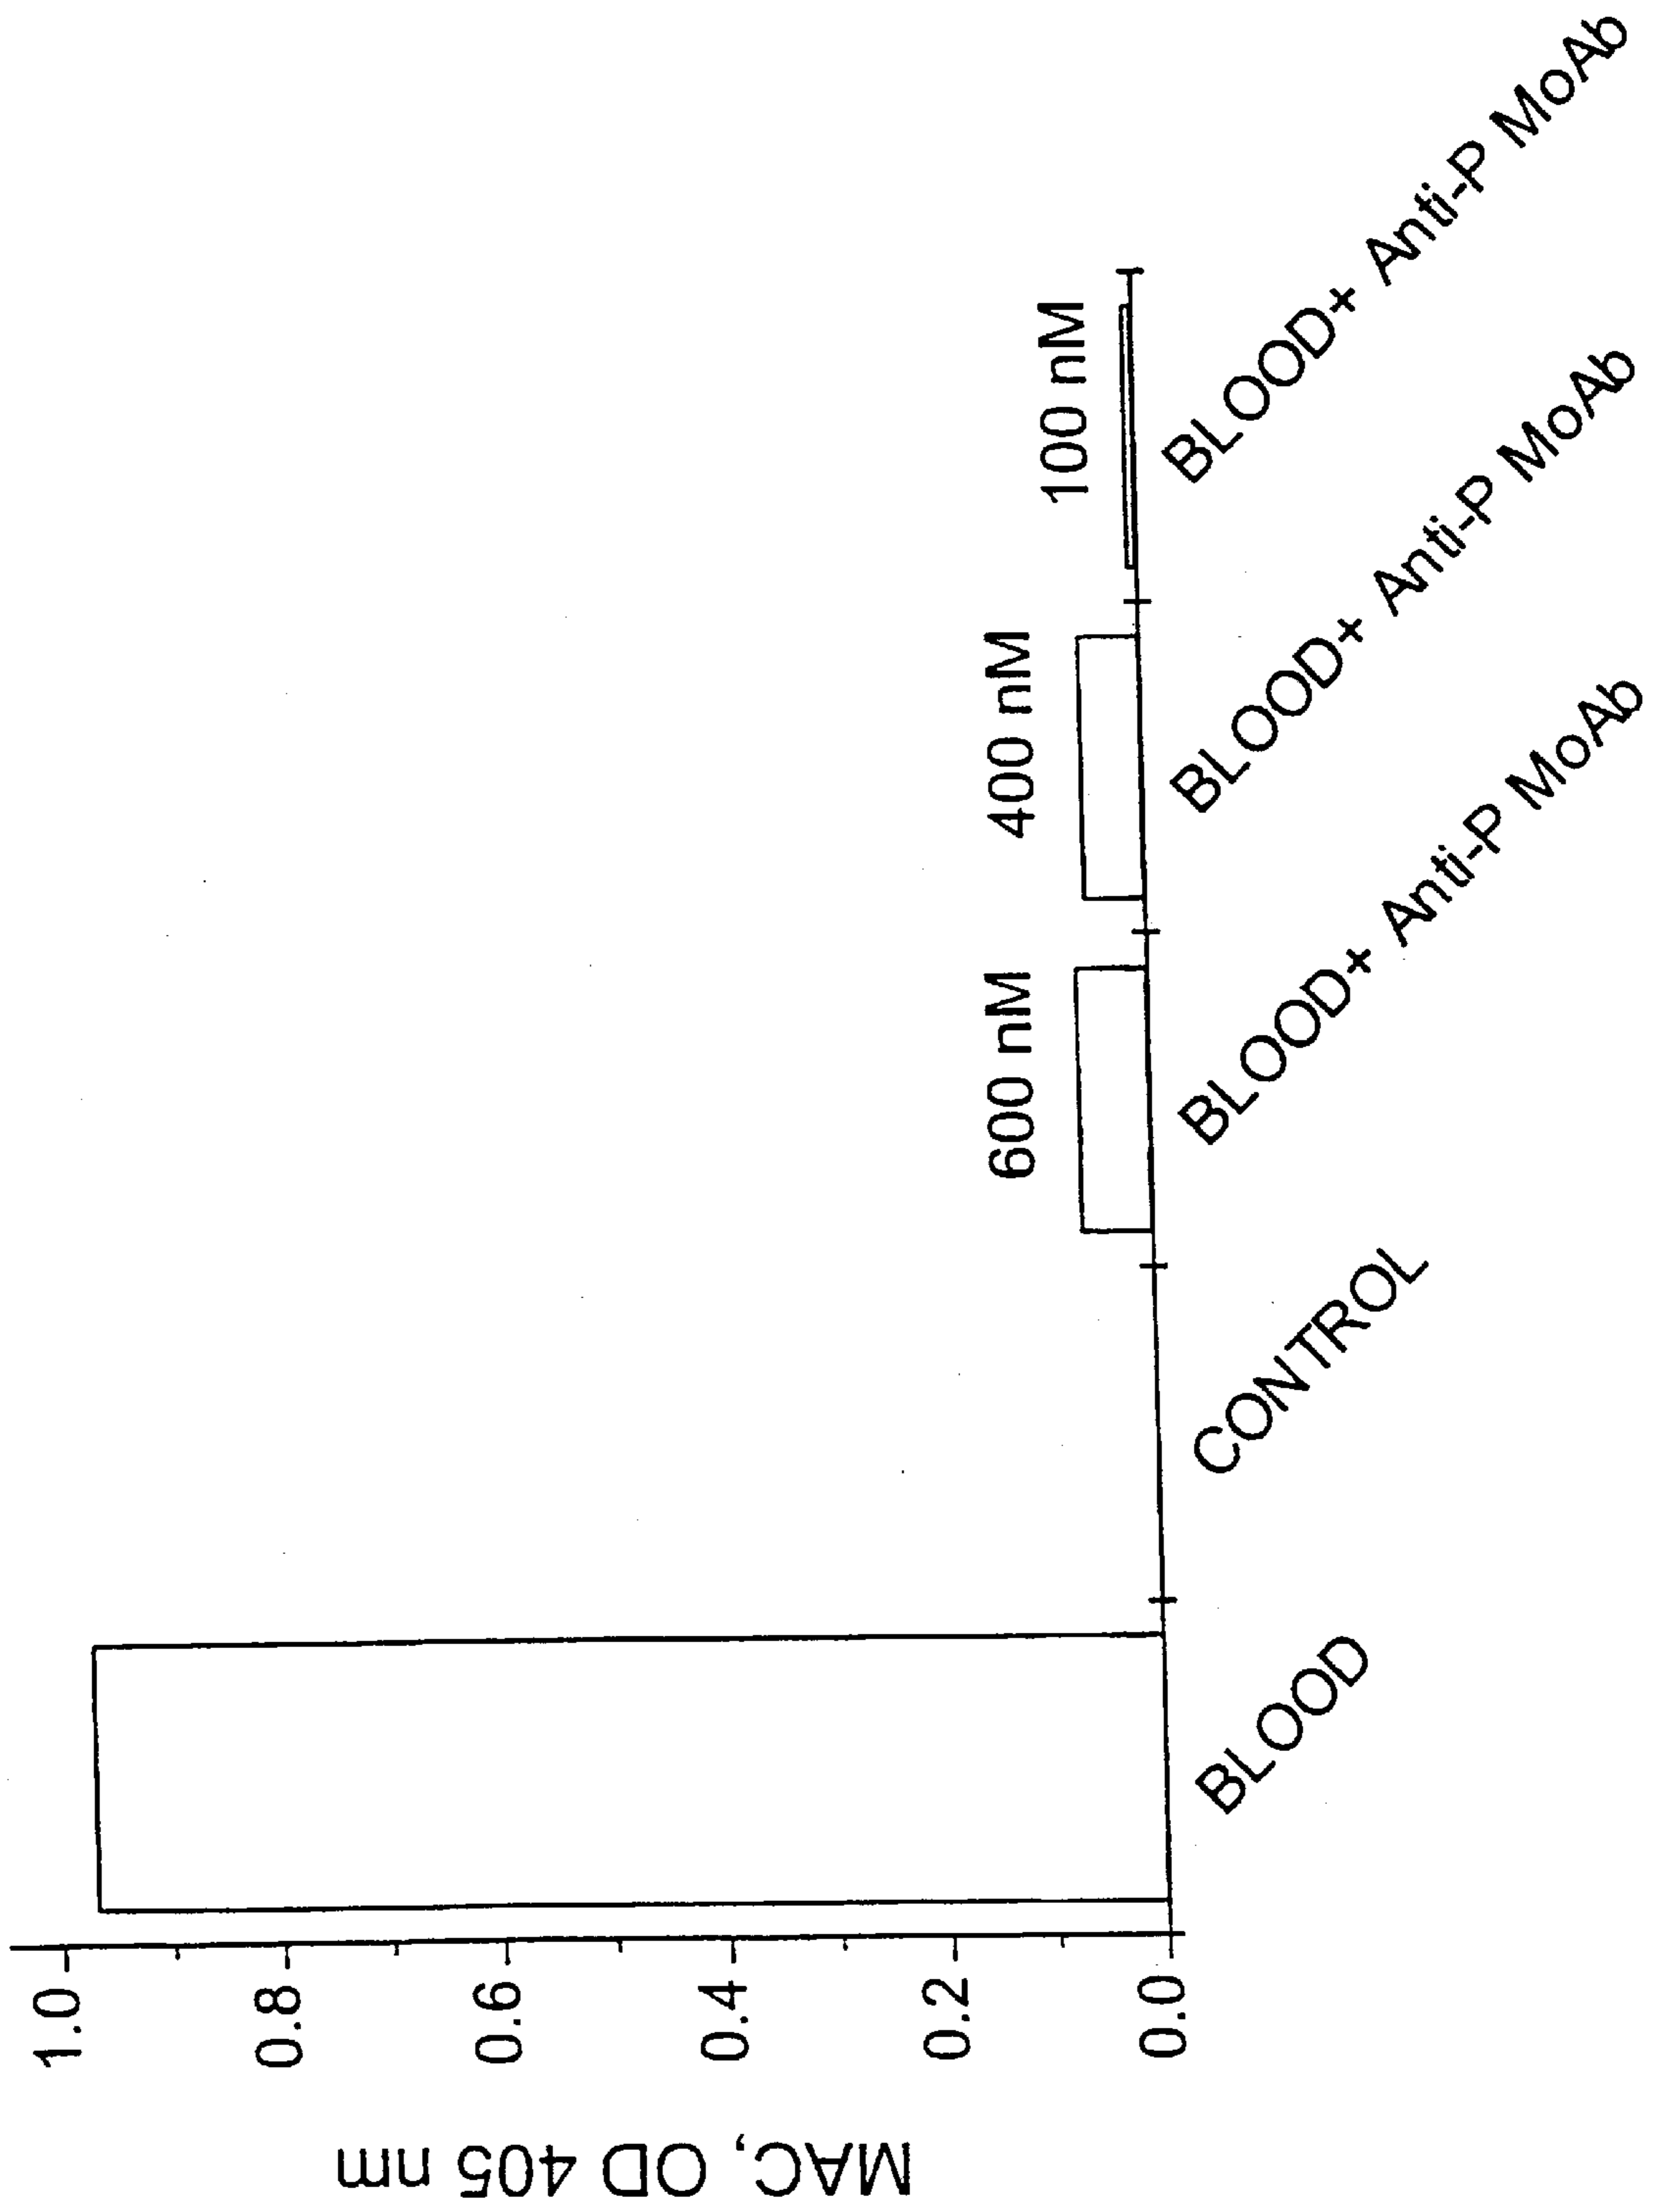 MAC, OD 405 nm
1.0
0.8
0.6
0.4
0.2
0.0
600 nM
400 nM
100 nM
BLOOD
CONTROL
BLOOD+ Anti-P MoAb
BLOOD+ Anti-P MoAb
BLOOD+ Anti-P MoAb